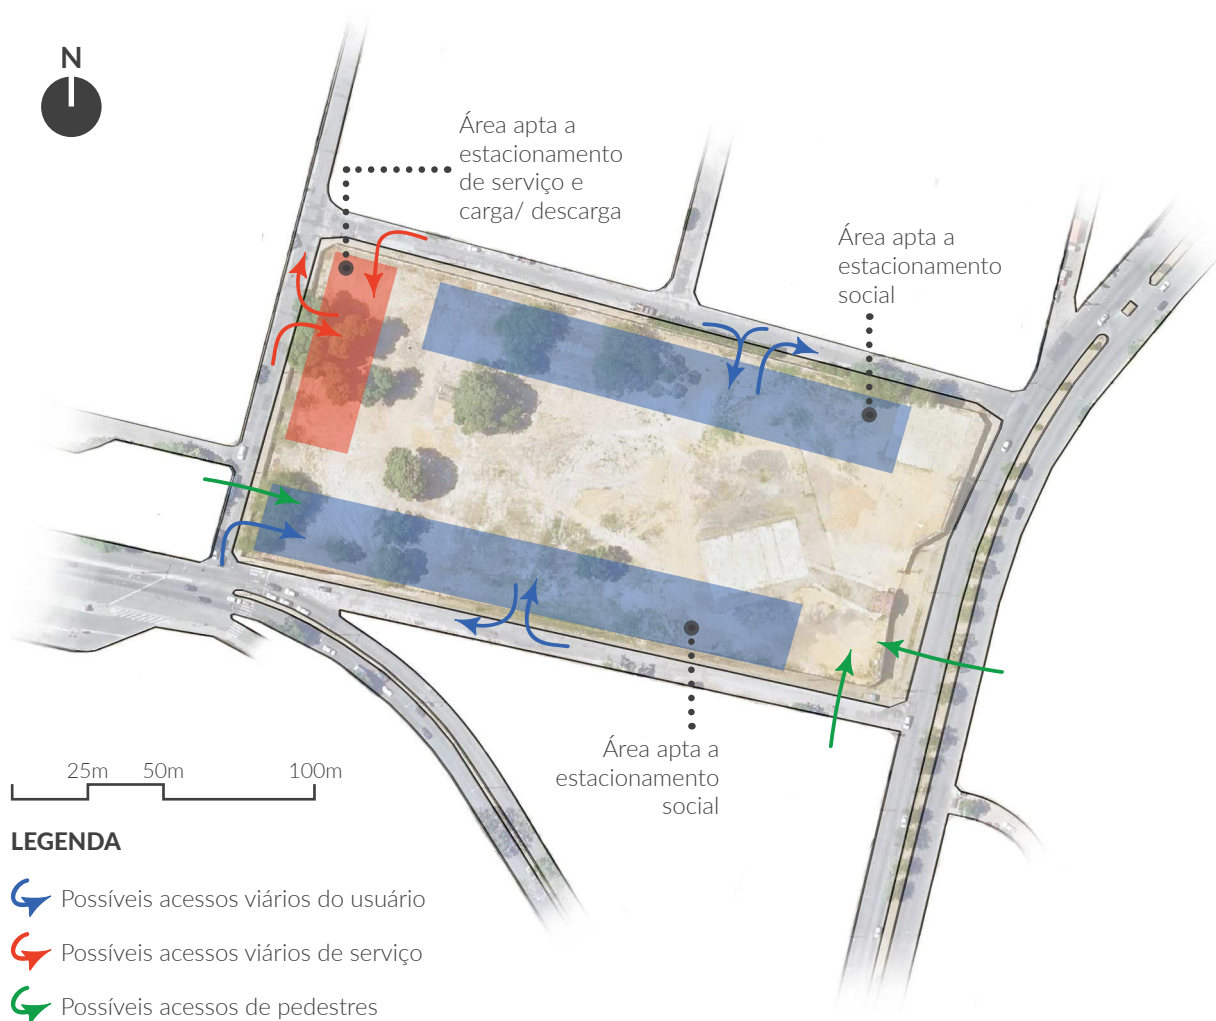 N
Área apta a
estacionamento
de serviço e
carga/ descarga
Área apta a
estacionamento
social
Área apta a
estacionamento
social
25m 50m 100m
LEGENDA
Possíveis acessos viários do usuário
Possíveis acessos viários de serviço
Possíveis acessos de pedestres